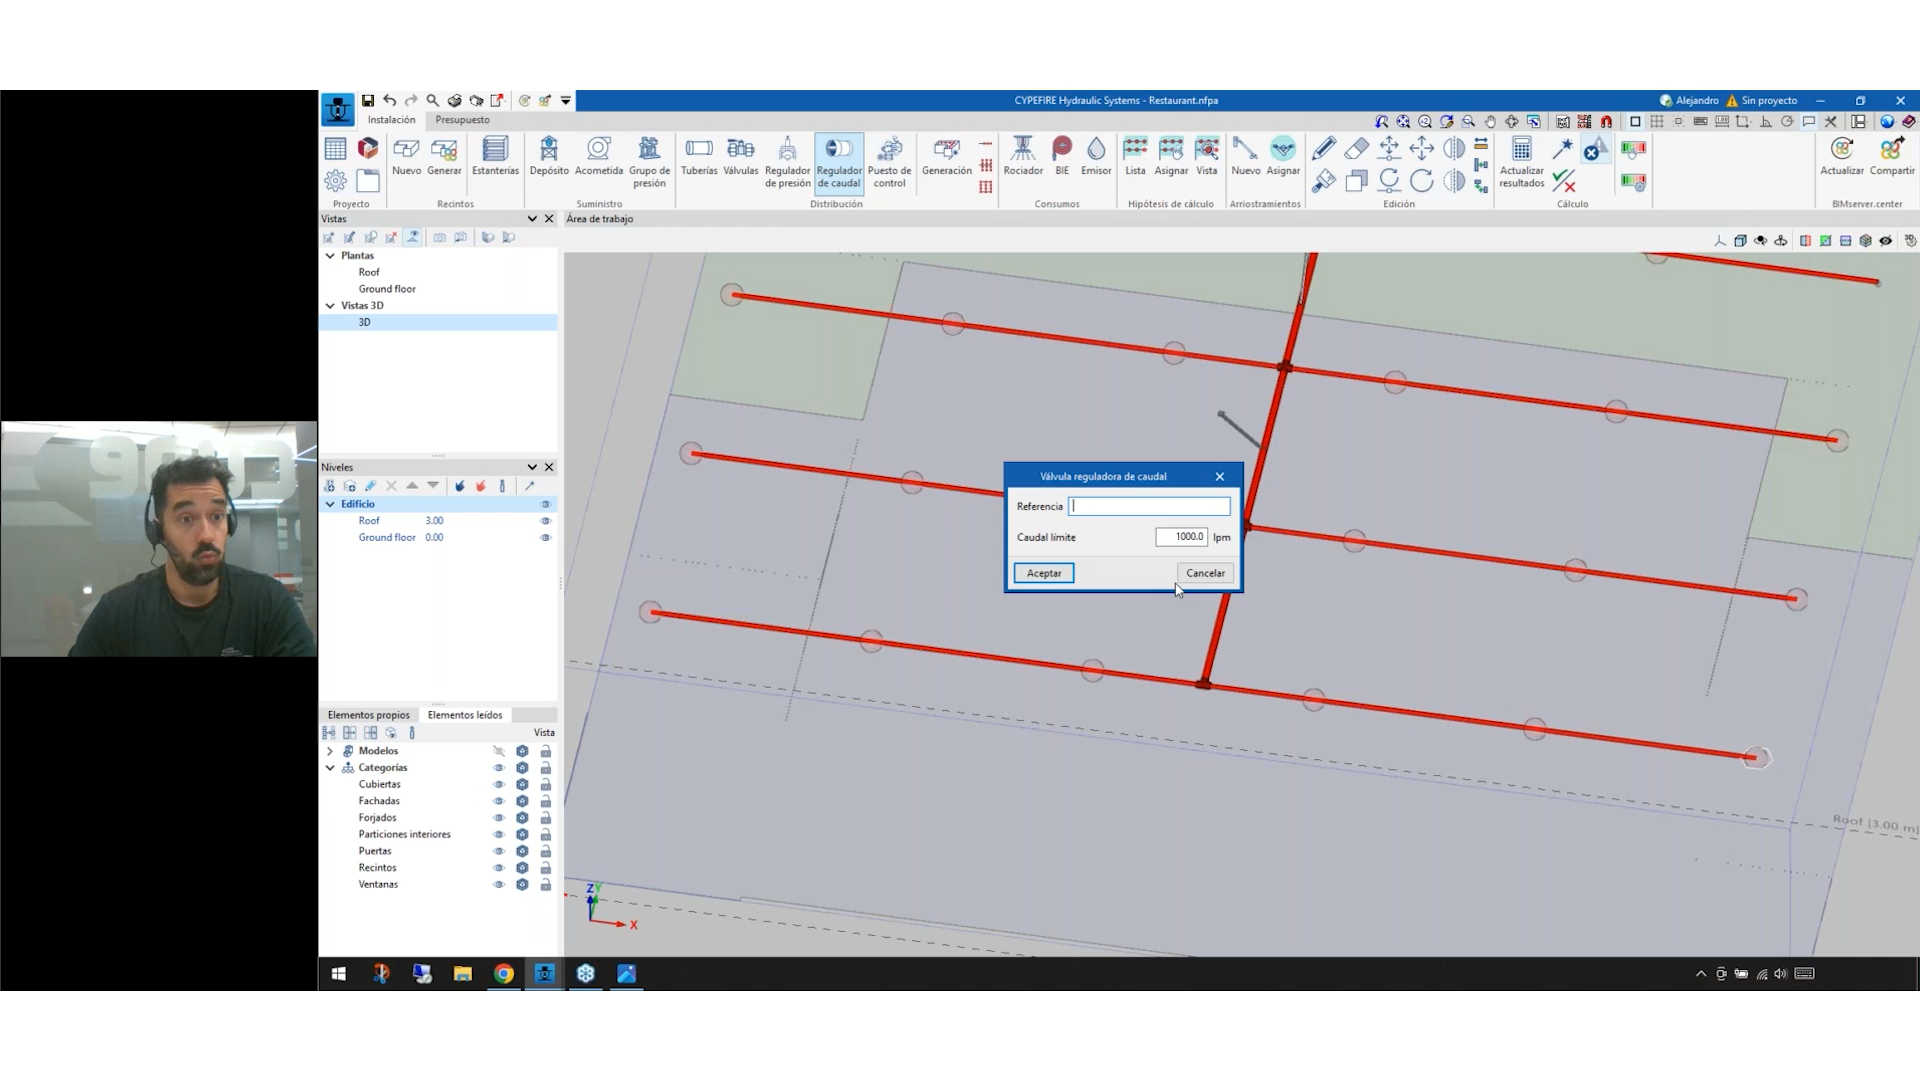 CYPEFIRE Hydraulic Systems - Restaurant.nfpa
Alejandro
Sin proyecto
Instalación
Presupuesto
Nuevo
Generar
Estanterías
Depósito
Acometida
Grupo de presión
Tuberías
Válvulas
Regulador de presión
Regulador de caudal
Puesto de control
Generación
Rociador
BIE
Emisor
Lista
Asignar
Vista
Nuevo
Asignar
Actualizar resultados
Actualizar
Compartir
Proyecto
Recintos
Suministro
Distribución
Consumos
Hipótesis de cálculo
Arriostramientos
Edición
Cálculo
BIMserver.center
Vistas
Área de trabajo
Plantas
Roof
Ground floor
Vistas 3D
3D
Niveles
Edificio
Roof 3.00
Ground floor 0.00
Elementos propios
Elementos leídos
Vista
Modelos
Categorías
Cubiertas
Fachadas
Forjados
Particiones interiores
Puertas
Recintos
Ventanas
Válvula reguladora de caudal
Referencia
Caudal límite 1000.0 lpm
Aceptar
Cancelar
Roof [3.00 m]
Z
Y
X